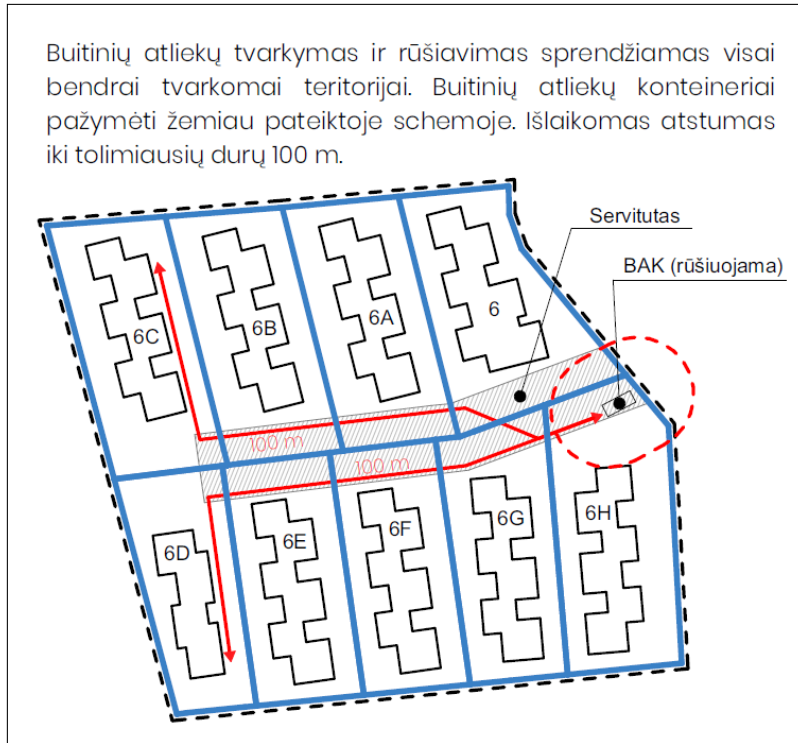 Buitinių atliekų tvarkymas ir rūšiavimas sprendžiamas visai
bendrai tvarkomai teritorijai. Buitinių atliekų konteineriai
pažymėti žemiau pateiktoje schemoje. Išlaikomas atstumas
iki tolimiausių durų 100 m.
Servitutas
BAK (rūšiuojama)
6C
6B
6A
6
100 m
100 m
6D
6E
6F
6G
6H